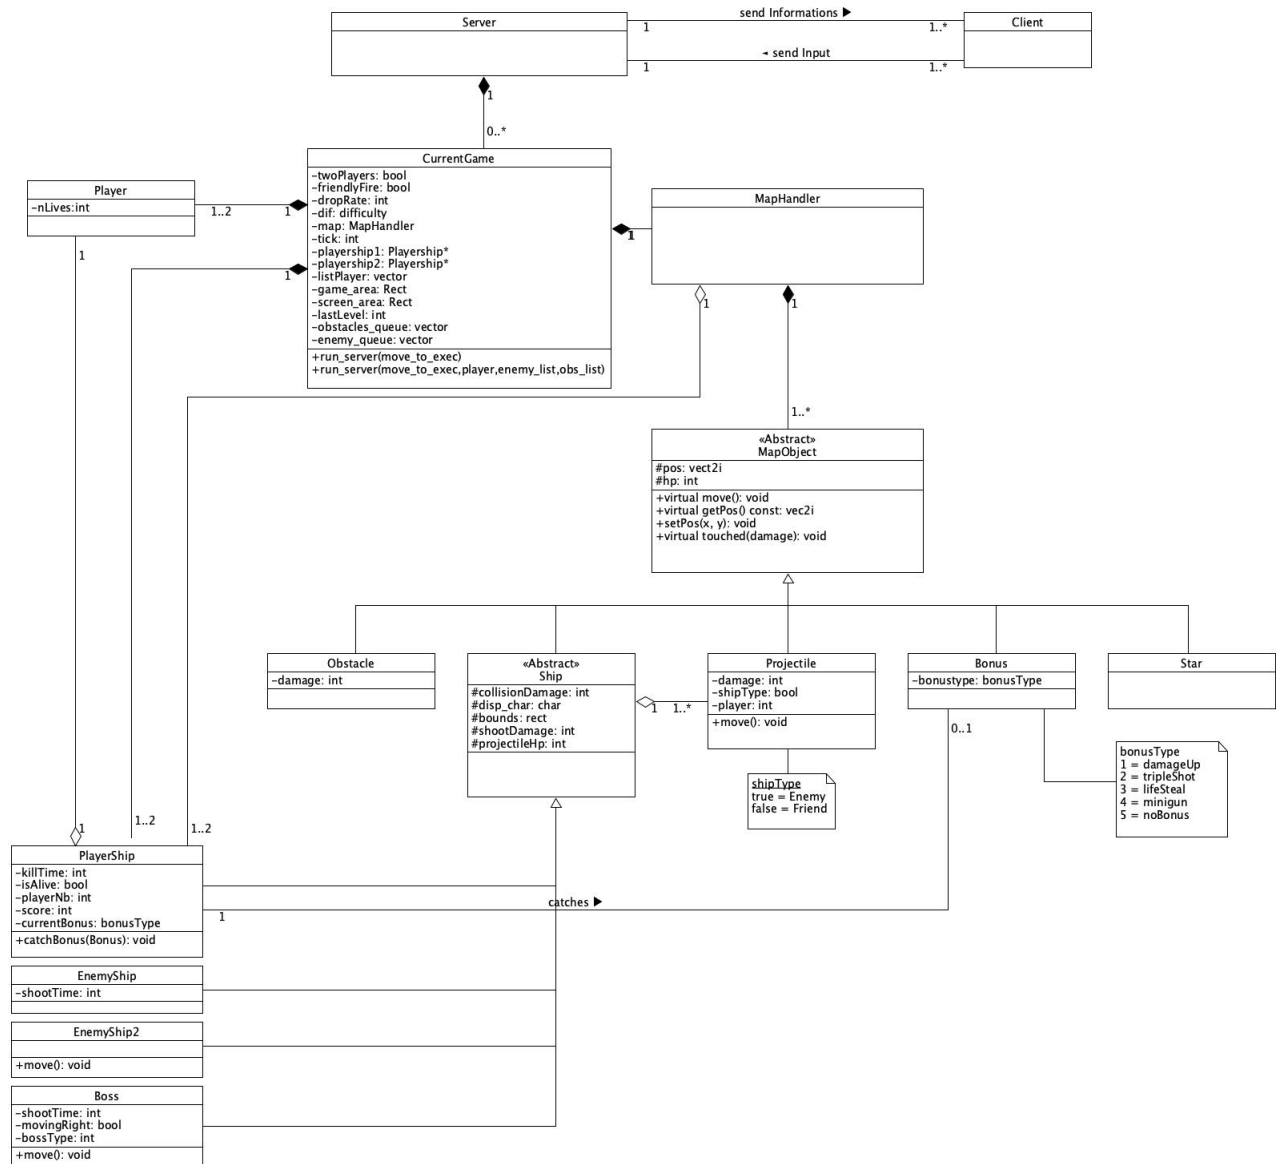 Server
send Informations ▶
1
1..*
◄ send Input
1
1..*
Client
1
0..*
CurrentGame
-twoPlayers: bool
-friendlyFire: bool
-dropRate: int
-dif: difficulty
-map: MapHandler
-tick: int
-playership1: Playership*
-playership2: Playership*
-listPlayer: vector
-game_area: Rect
-screen_area: Rect
-lastLevel: int
-obstacles_queue: vector
-enemy_queue: vector
+run_server(move_to_exec)
+run_server(move_to_exec,player,enemy_list,obs_list)
Player
-nLives:int
1..2
1
1
1
MapHandler
1
1
1
1..*
«Abstract»
MapObject
#pos: vect2i
#hp: int
+virtual move(): void
+virtual getPos() const: vec2i
+setPos(x, y): void
+virtual touched(damage): void
Obstacle
-damage: int
«Abstract»
Ship
#collisionDamage: int
#disp_char: char
#bounds: rect
#shootDamage: int
#projectileHp: int
1
1..*
Projectile
-damage: int
-shipType: bool
-player: int
+move(): void
Bonus
-bonustype: bonusType
Star
0..1
shipType
true = Enemy
false = Friend
bonusType
1 = damageUp
2 = tripleShot
3 = lifeSteal
4 = minigun
5 = noBonus
1
1..2
1..2
PlayerShip
-killTime: int
-isAlive: bool
-playerNb: int
-score: int
-currentBonus: bonusType
+catchBonus(Bonus): void
catches ▶
1
EnemyShip
-shootTime: int
EnemyShip2
+move(): void
Boss
-shootTime: int
-movingRight: bool
-bossType: int
+move(): void